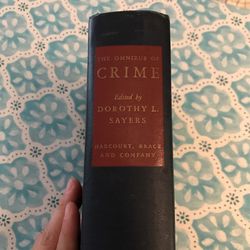 THE OMNIBUS OF
CRIME
Edited by
DOROTHY L.
SAYERS
HARCOURT, BRACE
AND COMPANY